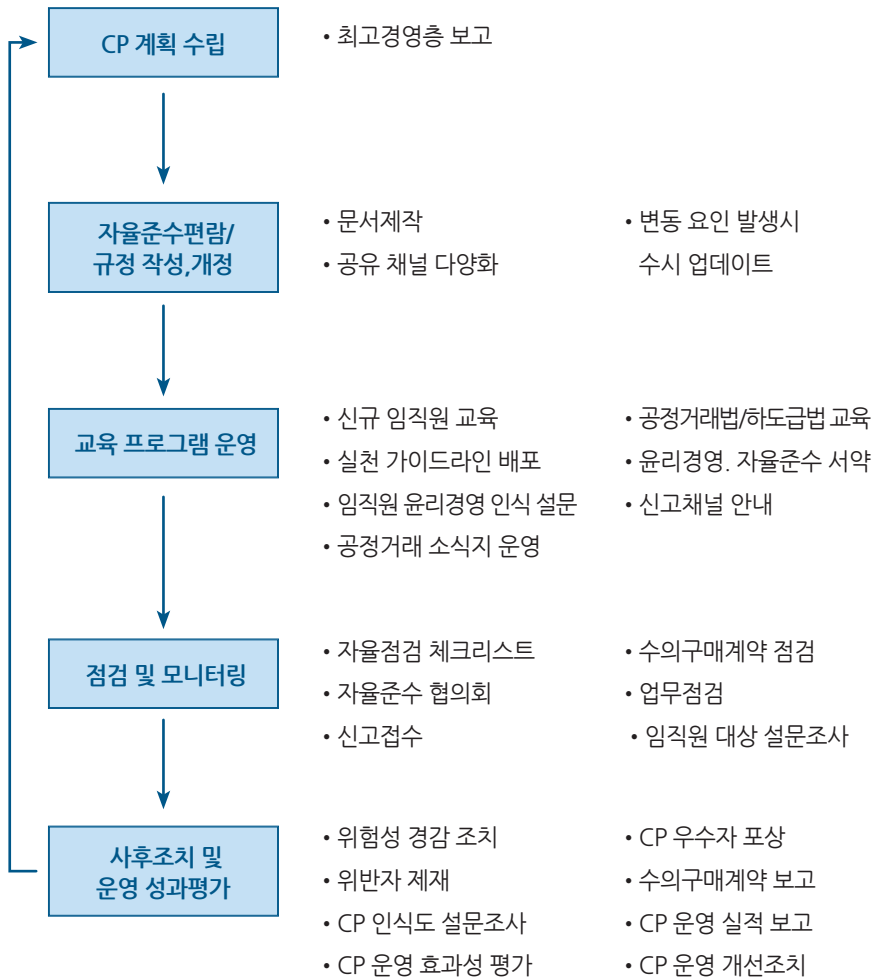 CP 계획 수립
• 최고경영층 보고
자율준수편람/
규정 작성,개정
• 문서제작
• 공유 채널 다양화
• 변동 요인 발생시
수시 업데이트
교육 프로그램 운영
• 신규 임직원 교육
• 실천 가이드라인 배포
• 임직원 윤리경영 인식 설문
• 공정거래 소식지 운영
• 공정거래법/하도급법 교육
• 윤리경영. 자율준수 서약
• 신고채널 안내
점검 및 모니터링
• 자율점검 체크리스트
• 자율준수 협의회
• 신고접수
• 수의구매계약 점검
• 업무점검
• 임직원 대상 설문조사
사후조치 및
운영 성과평가
• 위험성 경감 조치
• 위반자 제재
• CP 인식도 설문조사
• CP 운영 효과성 평가
• CP 우수자 포상
• 수의구매계약 보고
• CP 운영 실적 보고
• CP 운영 개선조치